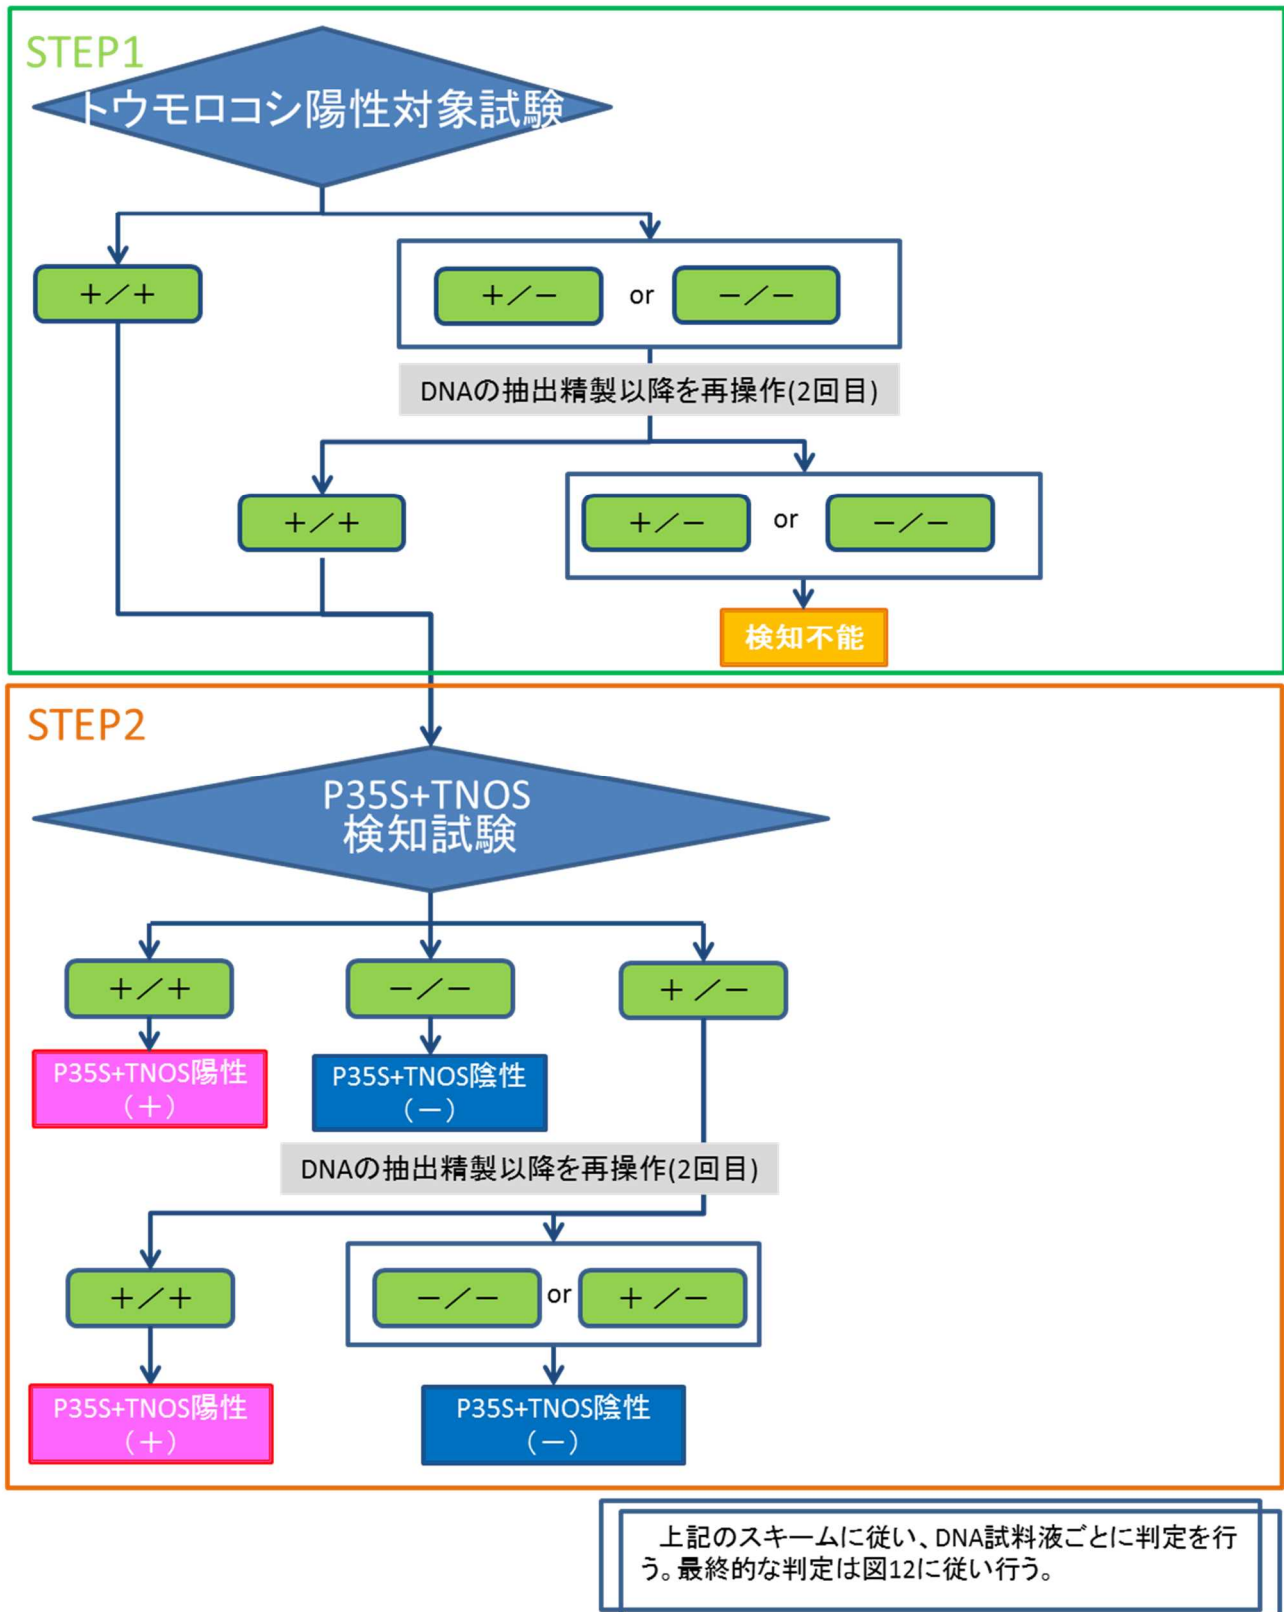 STEP1
トウモロコシ陽性対象試験
＋／＋
＋／－ or －／－
DNAの抽出精製以降を再操作(2回目)
＋／＋
＋／－ or －／－
検知不能
STEP2
P35S+TNOS
検知試験
＋／＋
－／－
＋ ／－
P35S+TNOS陽性
（＋）
P35S+TNOS陰性
（－）
DNAの抽出精製以降を再操作(2回目)
＋／＋
－／－ or ＋ ／－
P35S+TNOS陽性
（＋）
P35S+TNOS陰性
（－）
上記のスキームに従い、DNA試料液ごとに判定を行
う。最終的な判定は図12に従い行う。